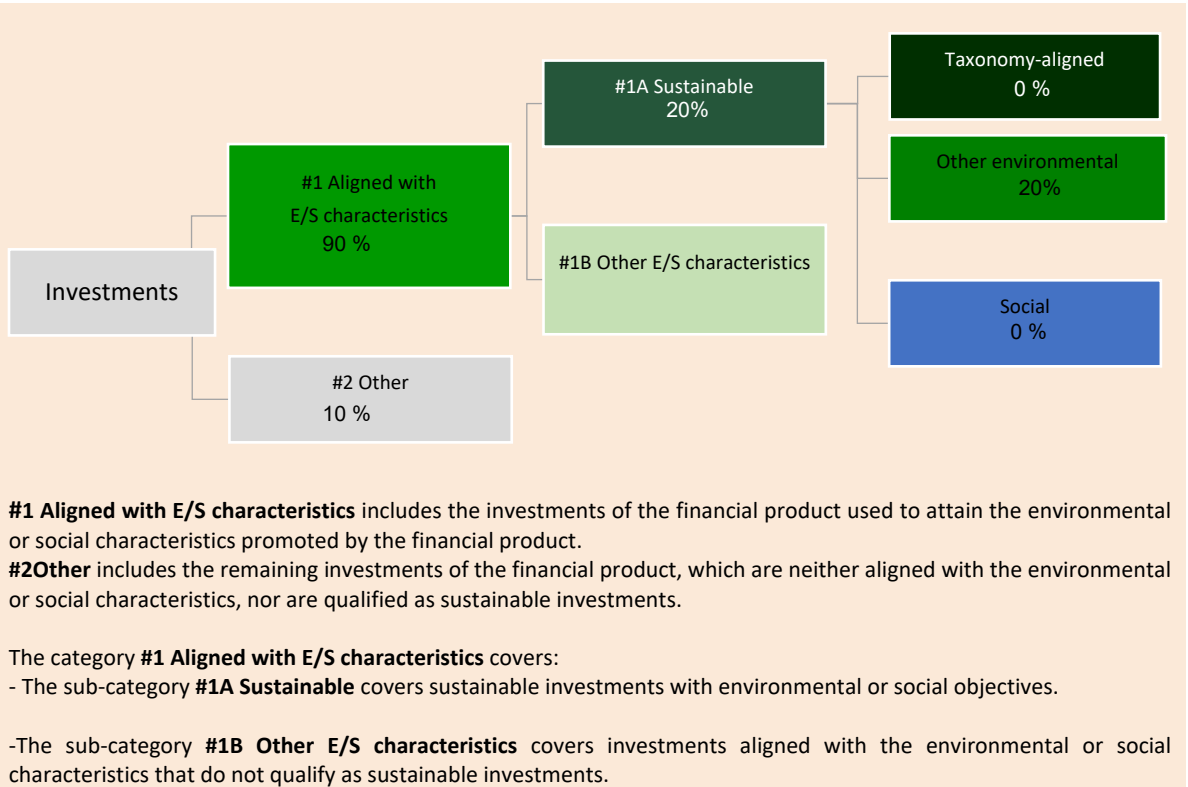 Investments
#1 Aligned with
E/S characteristics
90 %
#2 Other
10 %
#1A Sustainable
20%
#1B Other E/S characteristics
Taxonomy-aligned
0 %
Other environmental
20%
Social
0 %
#1 Aligned with E/S characteristics includes the investments of the financial product used to attain the environmental
or social characteristics promoted by the financial product.
#2Other includes the remaining investments of the financial product, which are neither aligned with the environmental
or social characteristics, nor are qualified as sustainable investments.
The category #1 Aligned with E/S characteristics covers:
- The sub-category #1A Sustainable covers sustainable investments with environmental or social objectives.
-The sub-category #1B Other E/S characteristics covers investments aligned with the environmental or social
characteristics that do not qualify as sustainable investments.